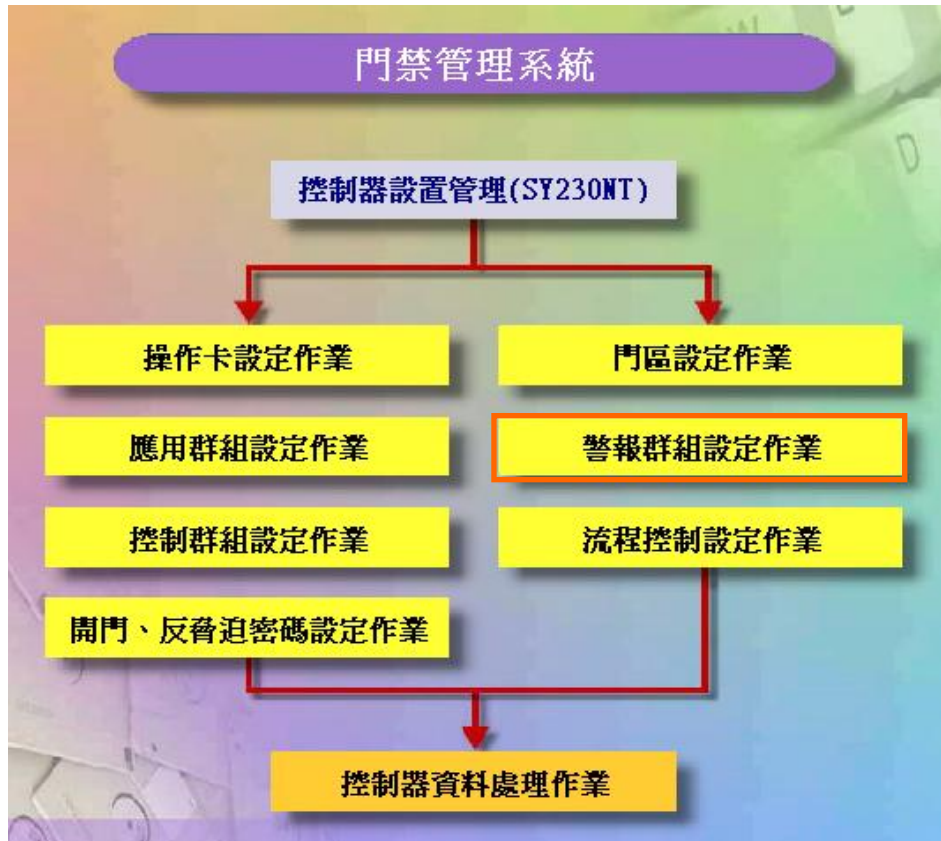 門禁管理系統
控制器設置管理(SY230NT)
操作卡設定作業
門區設定作業
應用群組設定作業
警報群組設定作業
控制群組設定作業
流程控制設定作業
開門、反脅迫密碼設定作業
控制器資料處理作業